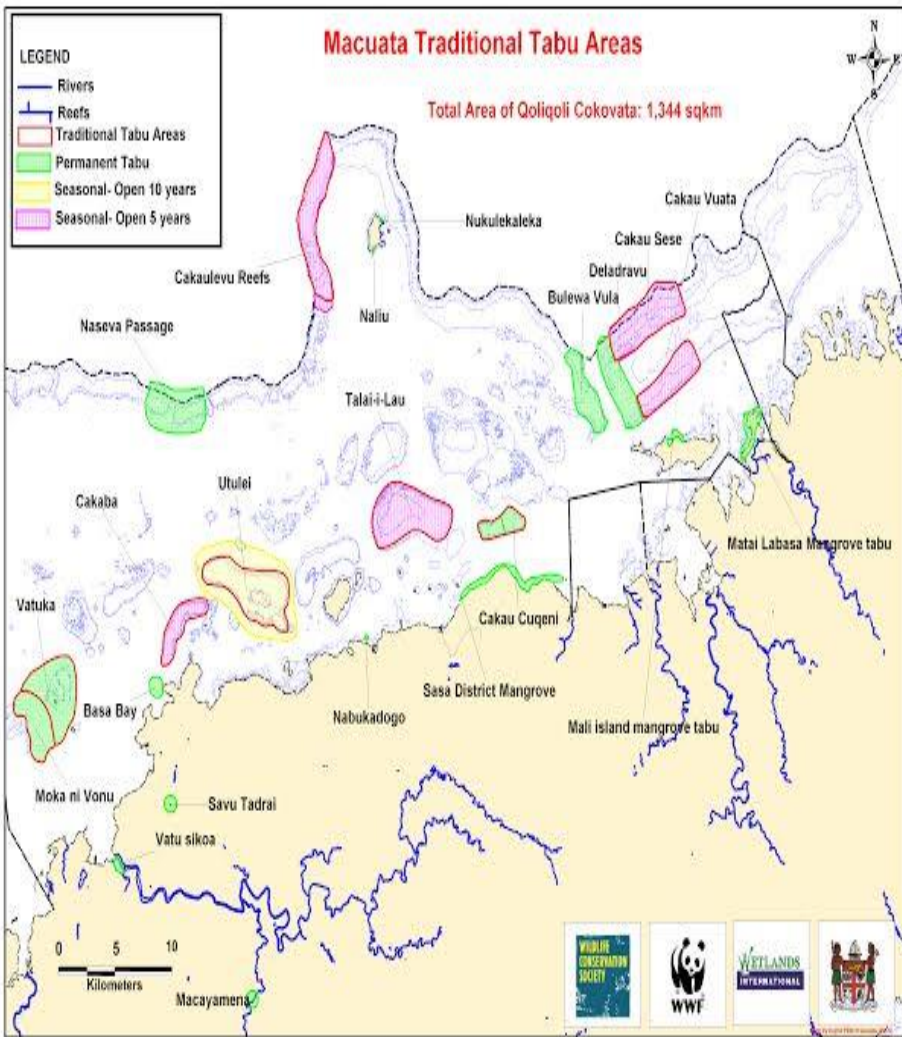 Macuata Traditional Tabu Areas
Total Area of Qoliqoli Cokovata: 1,344 sqkm
N
W E
S
LEGEND
Rivers
Reefs
Traditional Tabu Areas
Permanent Tabu
Seasonal- Open 10 years
Seasonal- Open 5 years
Cakau Vuata
Nukulekaleka
Cakau Sese
Deladravu
Cakaulevu Reefs
Bulewa Vula
Naliu
Naseva Passage
Talai-i-Lau
Utulei
Cakaba
Matai Labasa Mangrove tabu
Vatuka
Cakau Cuqeni
Sasa District Mangrove
Basa Bay
Nabukadogo
Mali island mangrove tabu
Moka ni Vonu
Savu Tadrai
Vatu sikoa
0 5 10
Kilometers
Macayamena
WILDLIFE
CONSERVATION
SOCIETY
WWF
WETLANDS
INTERNATIONAL